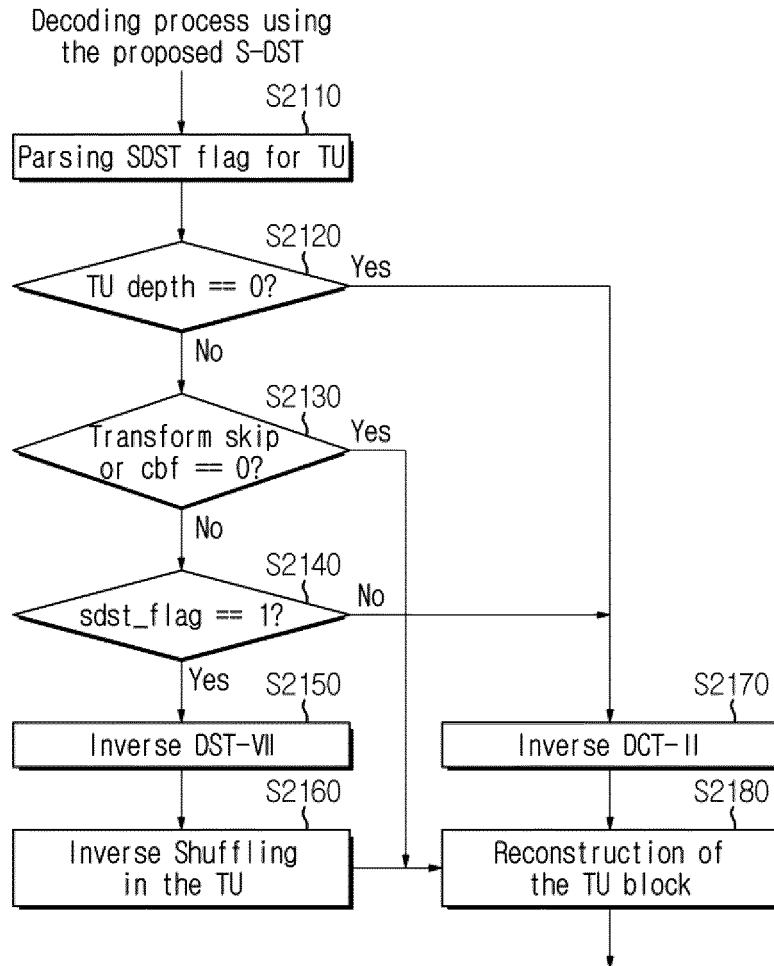 Decoding process using
the proposed S-DST
S2110
Parsing SDST flag for TU
S2120
TU depth == 0?
Yes
No
S2130
Transform skip
or cbf == 0?
Yes
No
S2140
sdst_flag == 1?
No
Yes
S2150
Inverse DST-VII
S2170
Inverse DCT-II
S2160
Inverse Shuffling
in the TU
S2180
Reconstruction of
the TU block